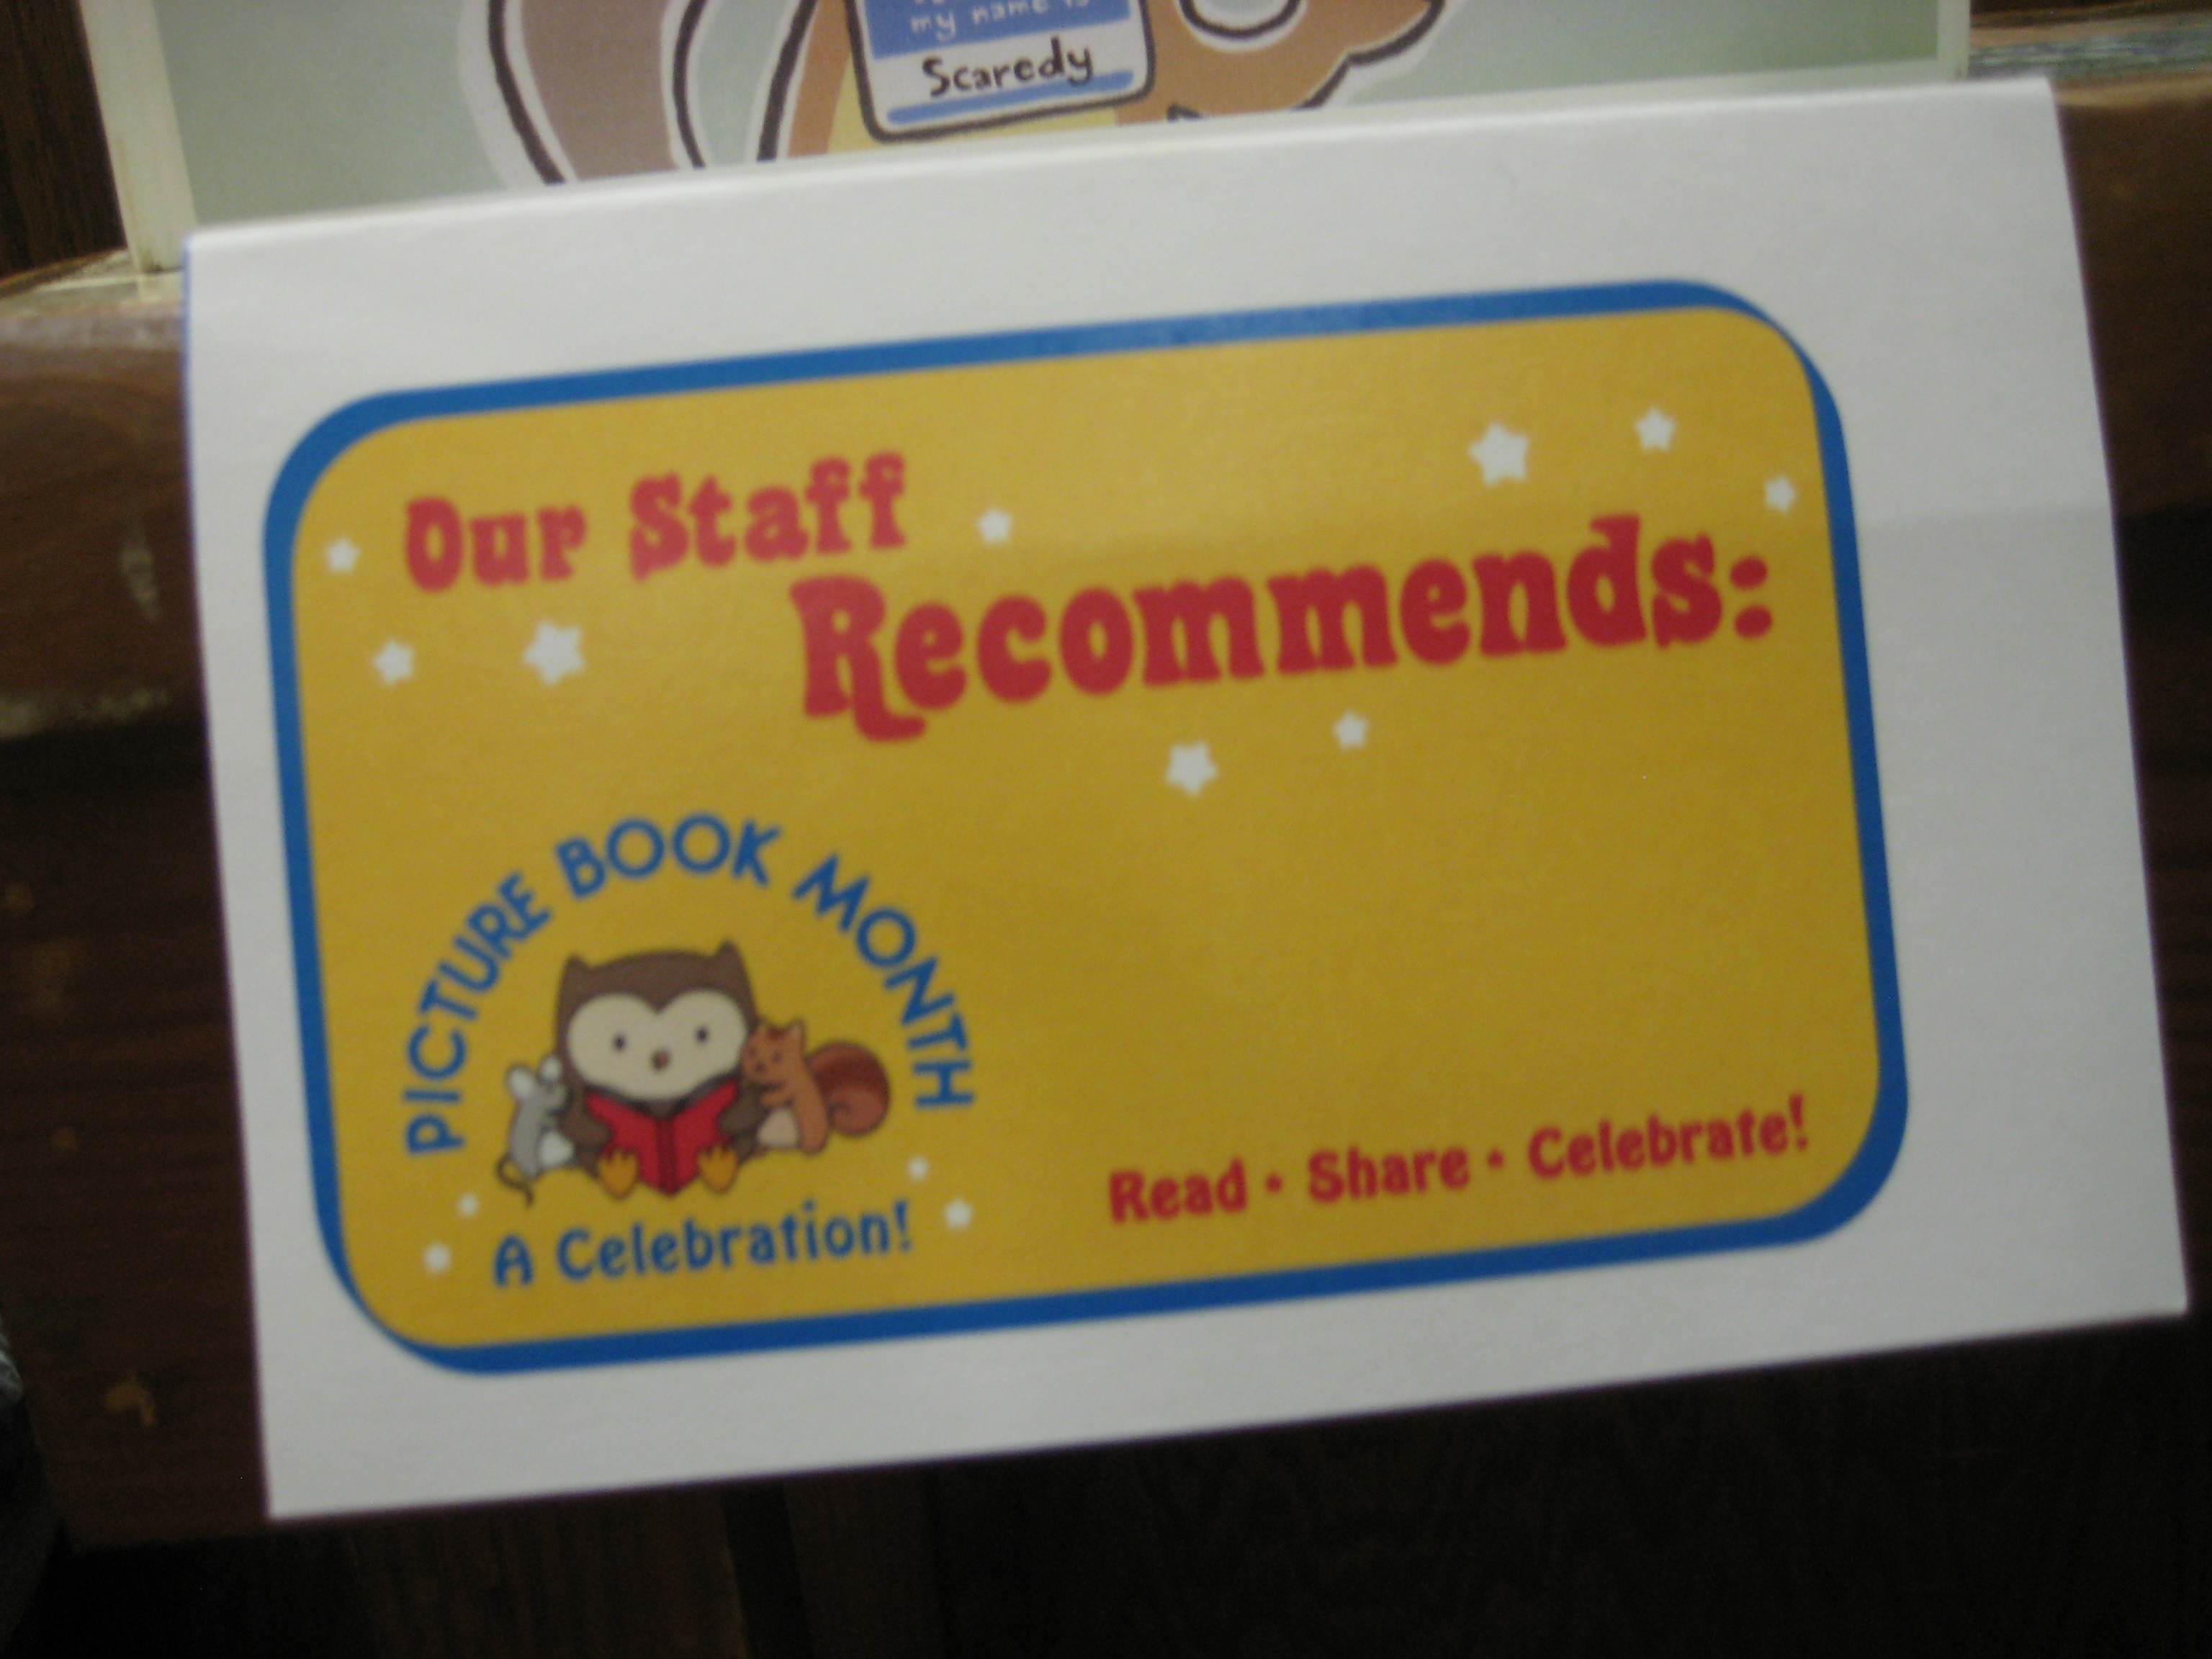 my name is
Scaredy
Our Staff
Recommends:
PICTURE BOOK MONTH
A Celebration!
Read • Share • Celebrate!